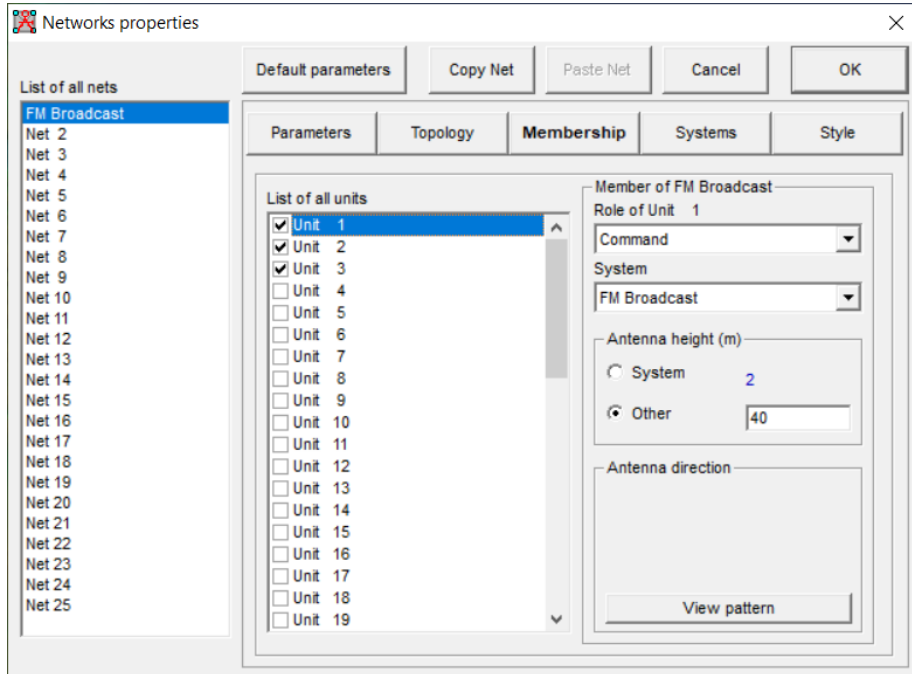 Networks properties
Default parameters
Copy Net
Paste Net
Cancel
OK
List of all nets
FM Broadcast
Net 2
Net 3
Net 4
Net 5
Net 6
Net 7
Net 8
Net 9
Net 10
Net 11
Net 12
Net 13
Net 14
Net 15
Net 16
Net 17
Net 18
Net 19
Net 20
Net 21
Net 22
Net 23
Net 24
Net 25
Parameters
Topology
Membership
Systems
Style
List of all units
Unit 1
Unit 2
Unit 3
Unit 4
Unit 5
Unit 6
Unit 7
Unit 8
Unit 9
Unit 10
Unit 11
Unit 12
Unit 13
Unit 14
Unit 15
Unit 16
Unit 17
Unit 18
Unit 19
Member of FM Broadcast
Role of Unit 1
Command
System
FM Broadcast
Antenna height (m)
System 2
Other 40
Antenna direction
View pattern